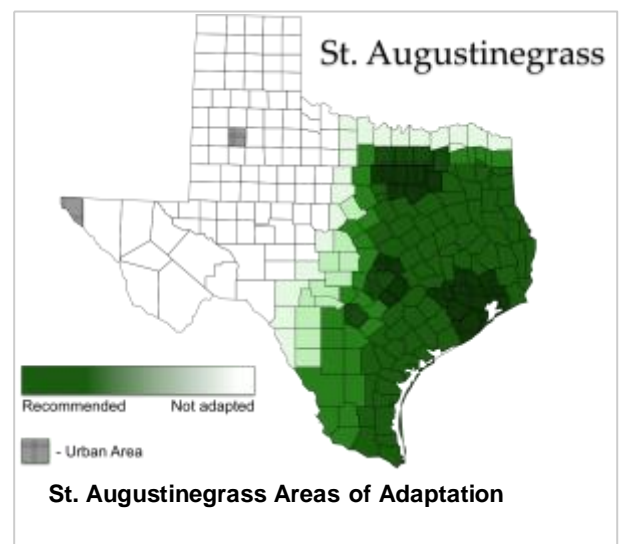 St. Augustinegrass
Recommended Not adapted
- Urban Area
St. Augustinegrass Areas of Adaptation